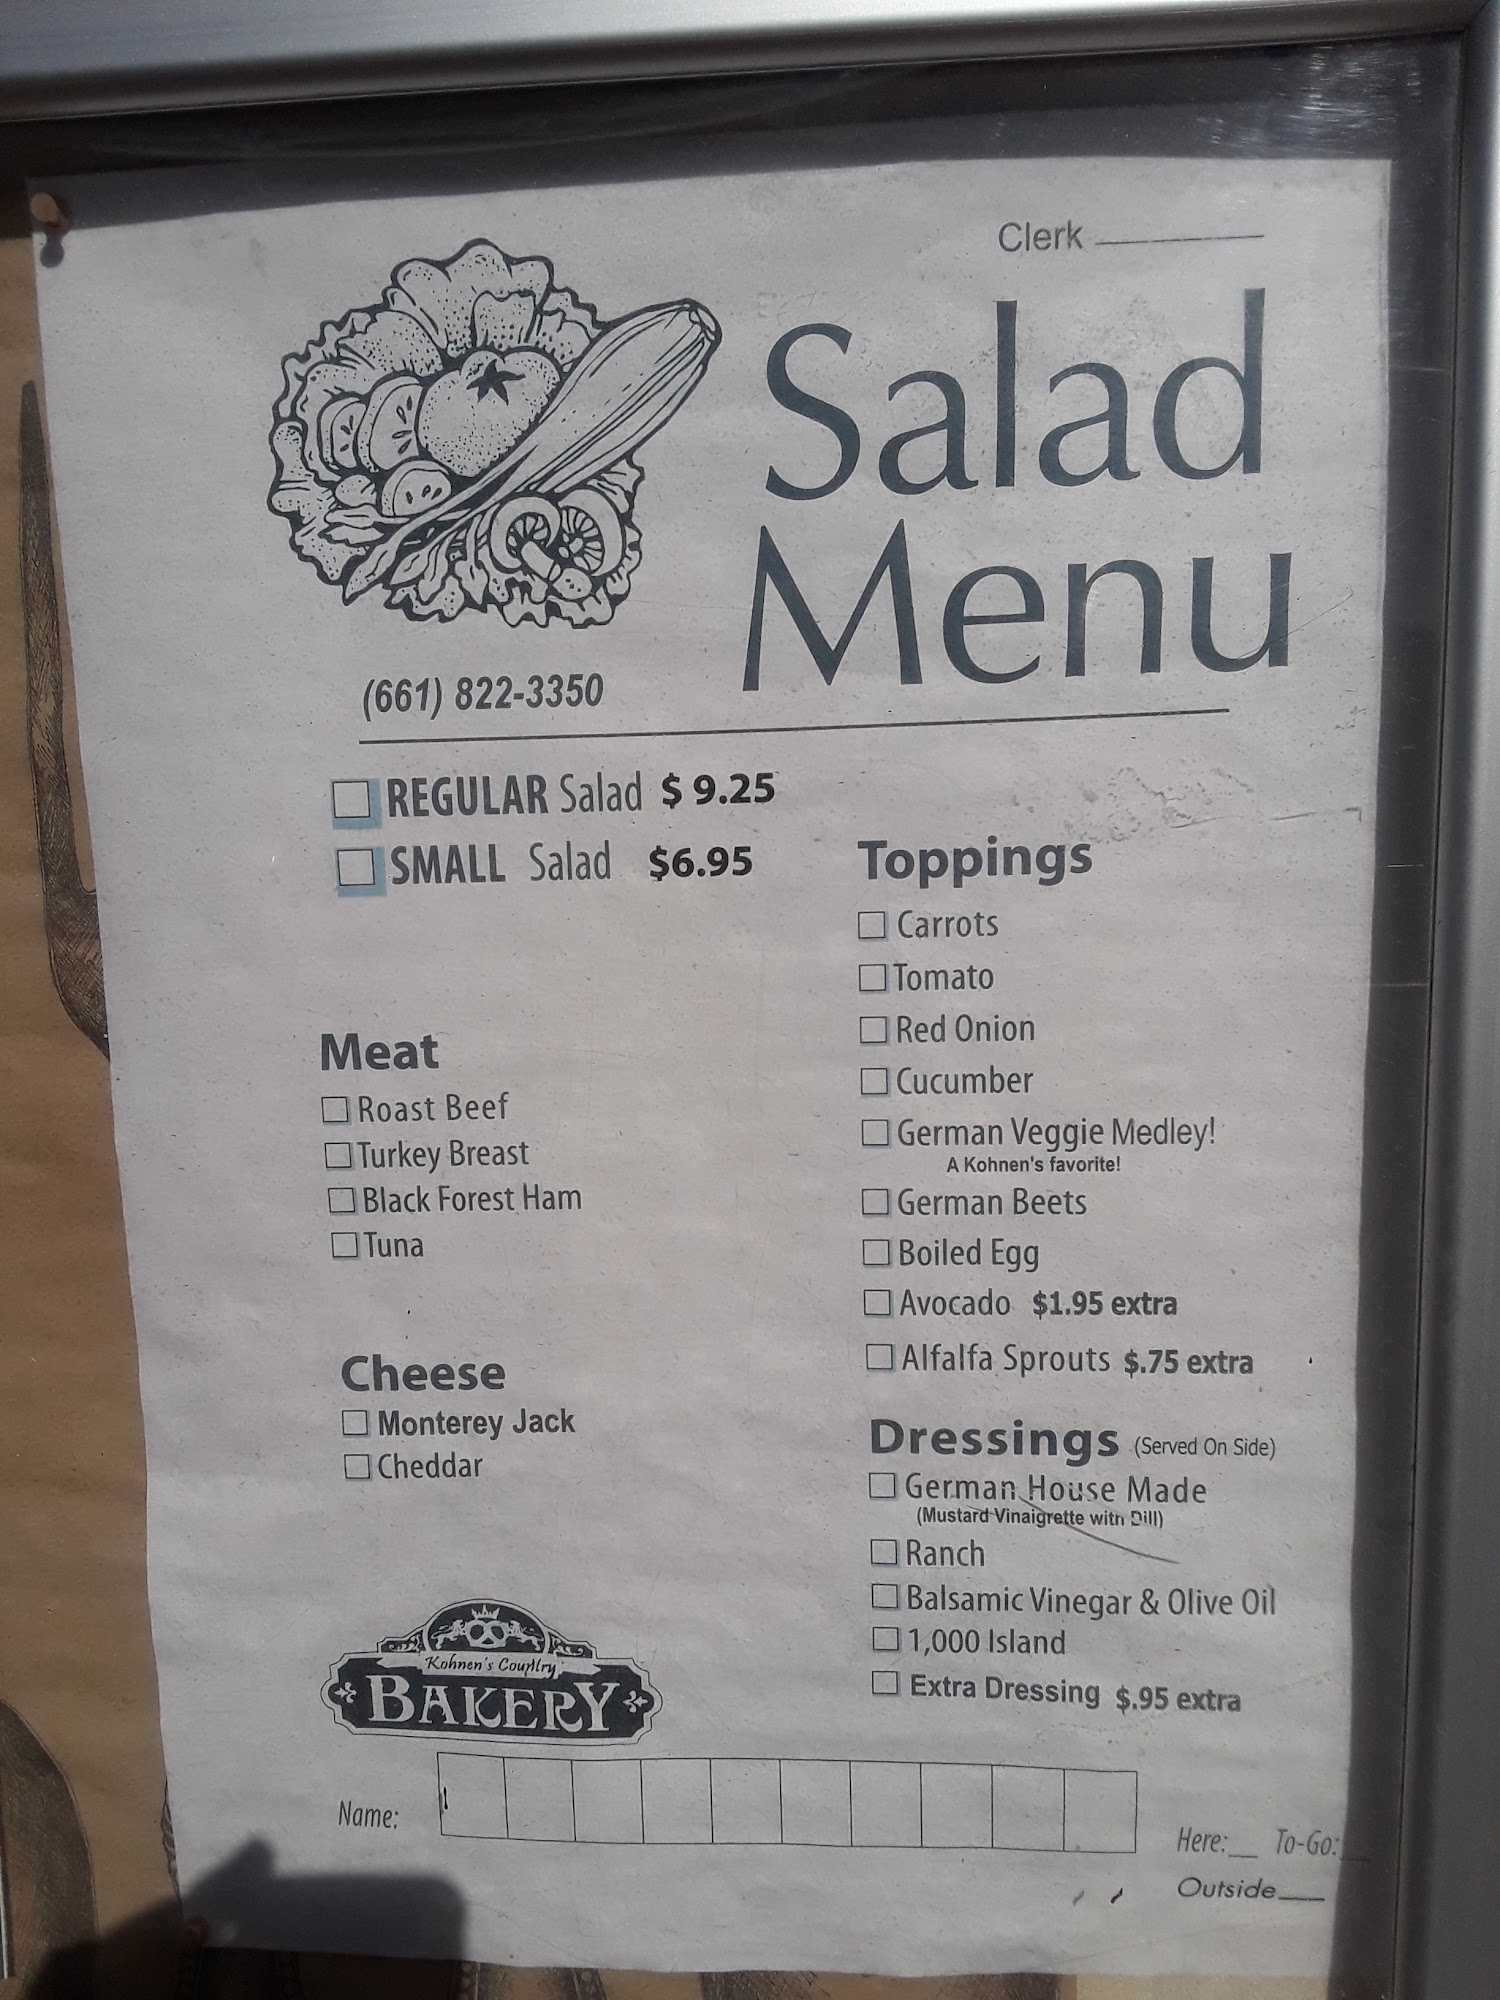 Clerk
Salad
Menu
(661) 822-3350
REGULAR Salad $ 9.25
SMALL Salad $6.95
Meat
Roast Beef
Turkey Breast
Black Forest Ham
Tuna
Cheese
Monterey Jack
Cheddar
Toppings
Carrots
Tomato
Red Onion
Cucumber
German Veggie Medley!
A Kohnen's favorite!
German Beets
Boiled Egg
Avocado $1.95 extra
Alfalfa Sprouts $.75 extra
Dressings (Served On Side)
German House Made
(Mustard Vinaigrette with Dill)
Ranch
Balsamic Vinegar & Olive Oil
1,000 Island
Extra Dressing $.95 extra
Kohnen's Country
BAKERY
Name:
Here:__ To-Go:__
Outside___